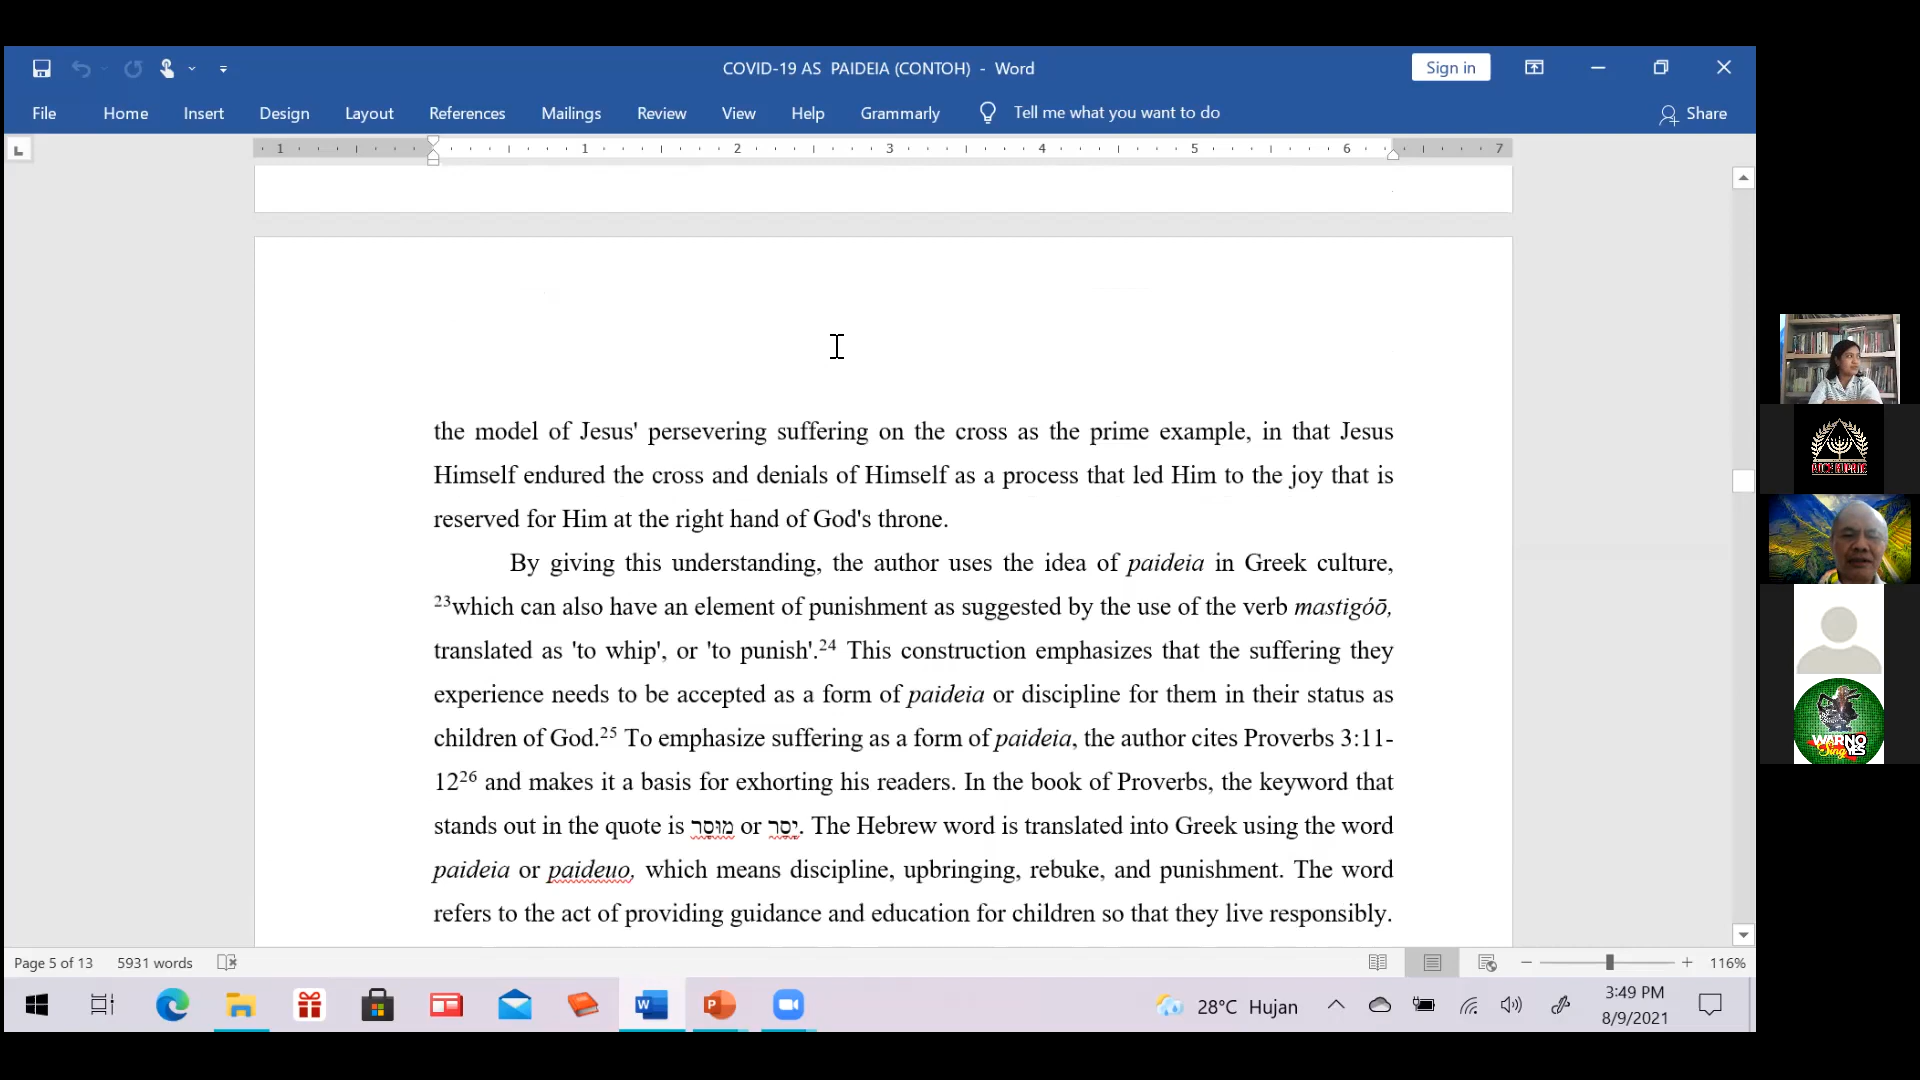 COVID-19 AS PAIDEIA (CONTOH) - Word
Sign in
File Home Insert Design Layout References Mailings Review View Help Grammarly Tell me what you want to do Share
1 1 2 3 4 5 6 7
the model of Jesus' persevering suffering on the cross as the prime example, in that Jesus
Himself endured the cross and denials of Himself as a process that led Him to the joy that is
reserved for Him at the right hand of God's throne.
By giving this understanding, the author uses the idea of paideia in Greek culture,
23which can also have an element of punishment as suggested by the use of the verb mastigóō,
translated as 'to whip', or 'to punish'.24 This construction emphasizes that the suffering they
experience needs to be accepted as a form of paideia or discipline for them in their status as
children of God.25 To emphasize suffering as a form of paideia, the author cites Proverbs 3:11-
1226 and makes it a basis for exhorting his readers. In the book of Proverbs, the keyword that
stands out in the quote is מוּסַר or יִסַּר. The Hebrew word is translated into Greek using the word
paideia or paideuo, which means discipline, upbringing, rebuke, and punishment. The word
refers to the act of providing guidance and education for children so that they live responsibly.
Page 5 of 13 5931 words 116%
28°C Hujan
3:49 PM
8/9/2021
WARNO
Sing YES